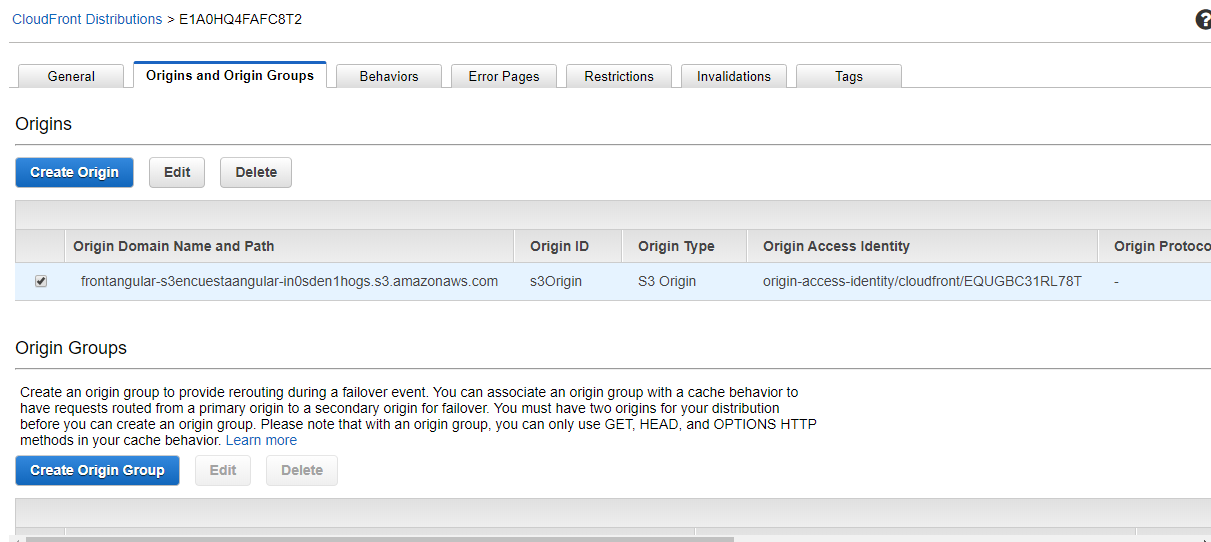 CloudFront Distributions > E1A0HQ4FAFC8T2
?
General Origins and Origin Groups Behaviors Error Pages Restrictions Invalidations Tags
Origins
Create Origin Edit Delete
Origin Domain Name and Path Origin ID Origin Type Origin Access Identity Origin Protoco
frontangular-s3encuestaangular-in0sden1hogs.s3.amazonaws.com s3Origin S3 Origin origin-access-identity/cloudfront/EQUGBC31RL78T -
Origin Groups
Create an origin group to provide rerouting during a failover event. You can associate an origin group with a cache behavior to
have requests routed from a primary origin to a secondary origin for failover. You must have two origins for your distribution
before you can create an origin group. Please note that with an origin group, you can only use GET, HEAD, and OPTIONS HTTP
methods in your cache behavior. Learn more
Create Origin Group Edit Delete